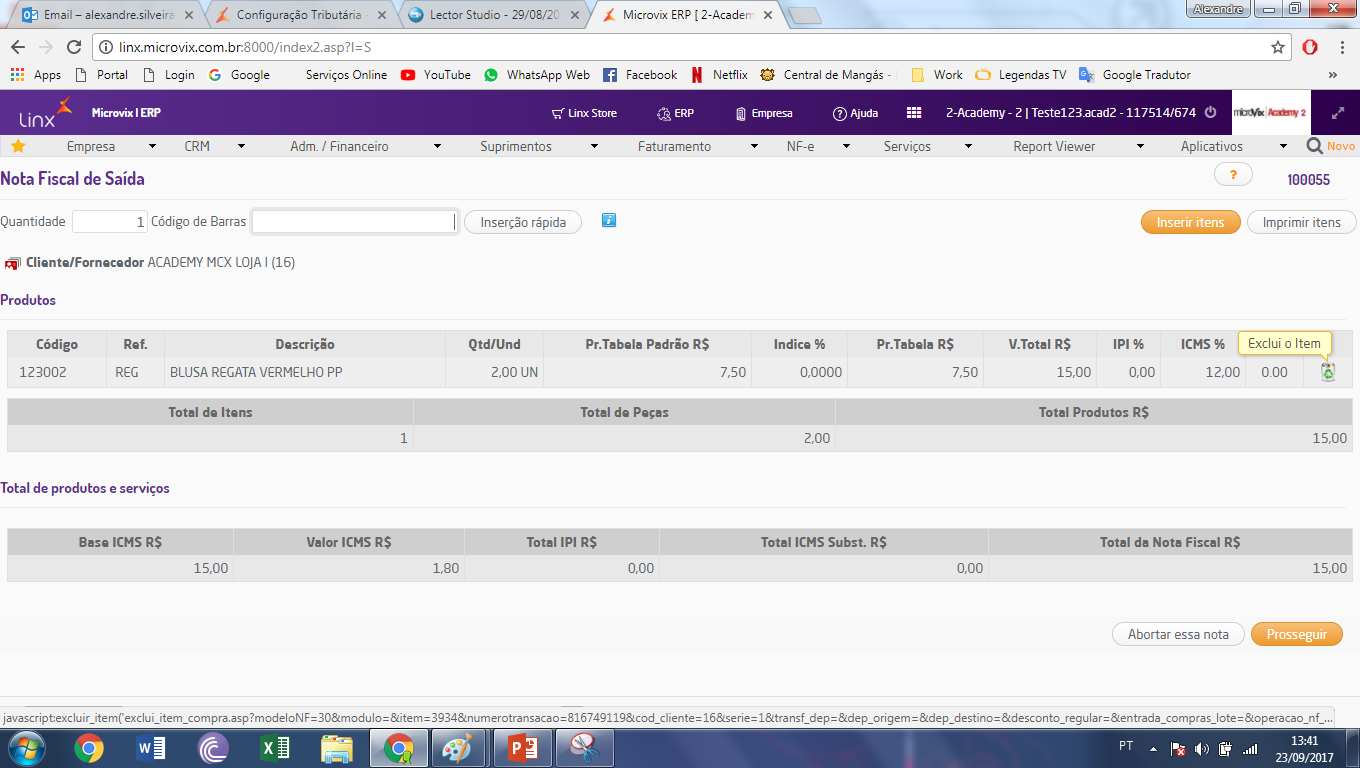 Email – alexandre.silveira
Configuração Tributária -
Lector Studio - 29/08/20
Microvix ERP [ 2-Academ
Alexandre
linx.microvix.com.br:8000/index2.asp?l=S
Apps Portal Login Google Serviços Online YouTube WhatsApp Web Facebook Netflix Central de Mangás - Work Legendas TV Google Tradutor »
Linx Microvix | ERP Linx Store ERP Empresa Ajuda 2-Academy - 2 | Teste123.acad2 - 117514/674 microvix Academy 2
Empresa CRM Adm. / Financeiro Suprimentos Faturamento NF-e Serviços Report Viewer Aplicativos Novo
Nota Fiscal de Saída ? 100055
Quantidade 1 Código de Barras Inserção rápida Inserir itens Imprimir itens
Cliente/Fornecedor ACADEMY MCX LOJA I (16)
Produtos
Código Ref. Descrição Qtd/Und Pr.Tabela Padrão R$ Indice % Pr.Tabela R$ V.Total R$ IPI % ICMS % Exclui o Item
123002 REG BLUSA REGATA VERMELHO PP 2,00 UN 7,50 0,0000 7,50 15,00 0,00 12,00 0.00
Total de Itens Total de Peças Total Produtos R$
1 2,00 15,00
Total de produtos e serviços
Base ICMS R$ Valor ICMS R$ Total IPI R$ Total ICMS Subst. R$ Total da Nota Fiscal R$
15,00 1,80 0,00 0,00 15,00
Abortar essa nota Prosseguir
javascript:excluir_item('exclui_item_compra.asp?modeloNF=30&modulo=&item=3934&numerotransacao=816749119&cod_cliente=16&serie=1&transf_dep=&dep_origem=&dep_destino=&desconto_regular=&entrada_compras_lote=&operacao_nf_...
PT 13:41
23/09/2017